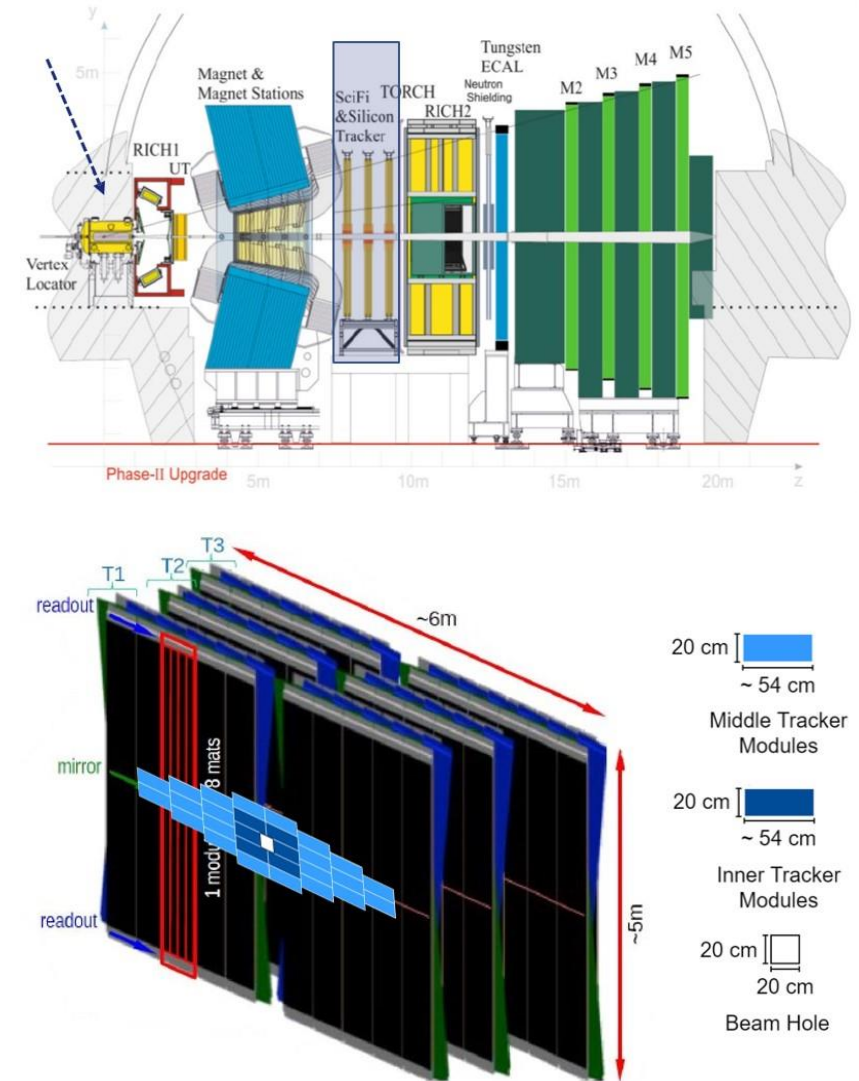 y
5m
Magnet &
Magnet Stations
RICH1
UT
SciFi
&Silicon
Tracker
TORCH
RICH2
Neutron
Shielding
Tungsten
ECAL
M2
M3
M4
M5
Vertex
Locator
Phase-II Upgrade
5m
10m
15m
20m
z
T1
T2
T3
readout
~6m
mirror
1 modu
8 mats
readout
~5m
20 cm
~ 54 cm
Middle Tracker
Modules
20 cm
~ 54 cm
Inner Tracker
Modules
20 cm
20 cm
Beam Hole